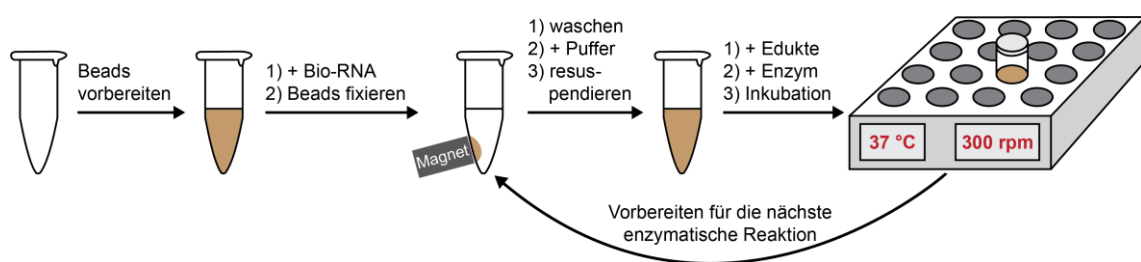 Beads
vorbereiten
1) + Bio-RNA
2) Beads fixieren
Magnet
1) waschen
2) + Puffer
3) resus-
pendieren
1) + Edukte
2) + Enzym
3) Inkubation
37 °C
300 rpm
Vorbereiten für die nächste
enzymatische Reaktion